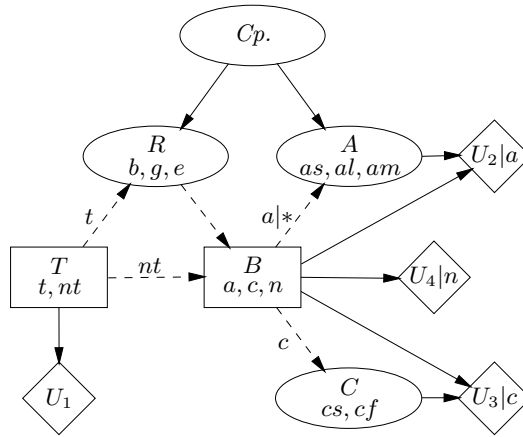 Cp.
R
b, g, e
A
as, al, am
U2|a
t
a|*
T
t, nt
nt
B
a, c, n
U4|n
c
U1
C
cs, cf
U3|c